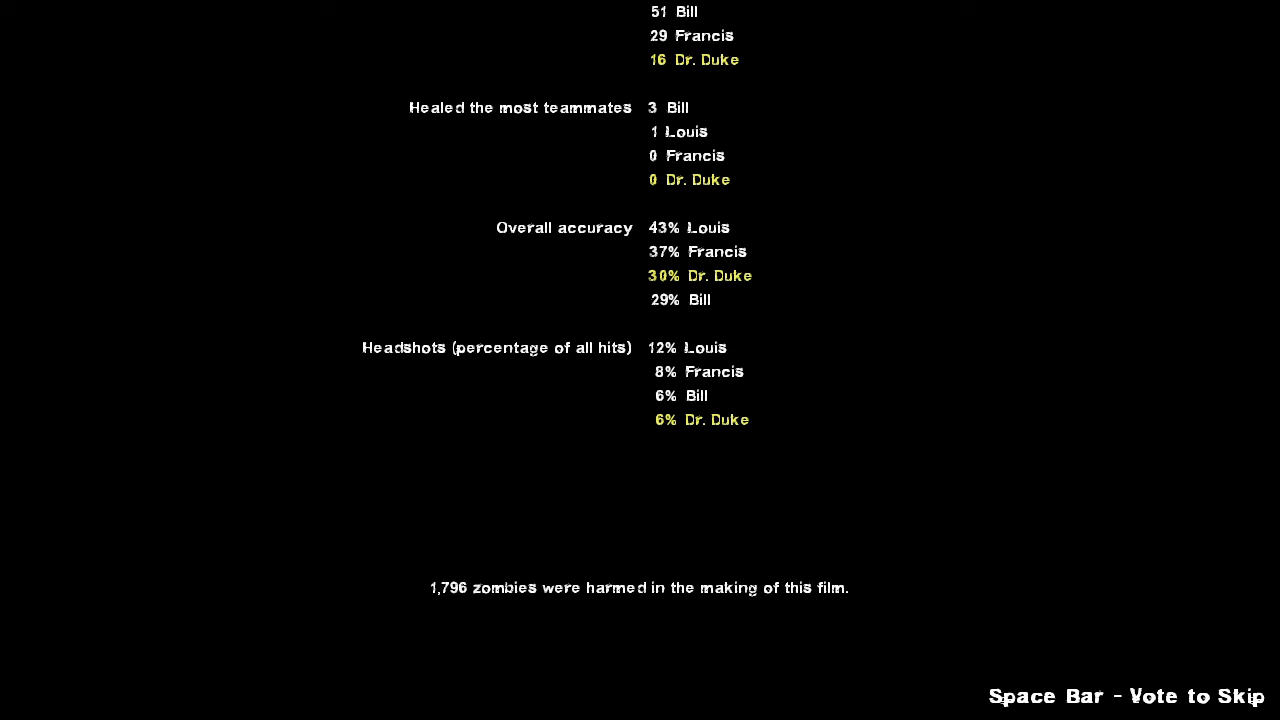 51 Bill
29 Francis
16 Dr. Duke
Healed the most teammates 3 Bill
1 Louis
0 Francis
0 Dr. Duke
Overall accuracy 43% Louis
37% Francis
30% Dr. Duke
29% Bill
Headshots (percentage of all hits) 12% Louis
8% Francis
6% Bill
6% Dr. Duke
1,796 zombies were harmed in the making of this film.
Space Bar - Vote to Skip